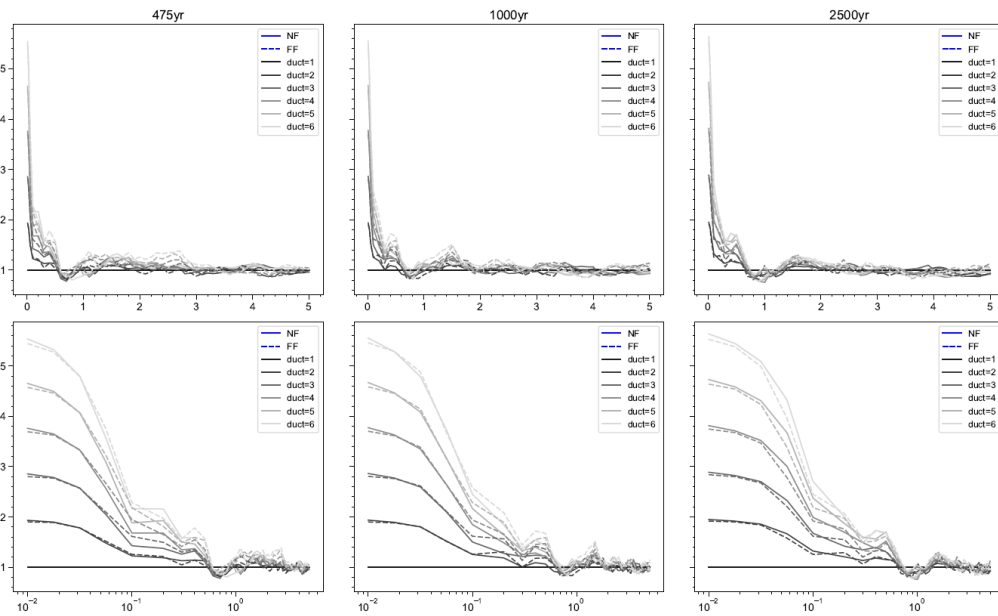 475yr 1000yr 2500yr
NF NF NF
FF FF FF
duct=1 duct=1 duct=1
duct=2 duct=2 duct=2
duct=3 duct=3 duct=3
duct=4 duct=4 duct=4
duct=5 duct=5 duct=5
duct=6 duct=6 duct=6
5
4
3
2
1
0 1 2 3 4 5 0 1 2 3 4 5 0 1 2 3 4 5
NF NF NF
FF FF FF
duct=1 duct=1 duct=1
duct=2 duct=2 duct=2
duct=3 duct=3 duct=3
duct=4 duct=4 duct=4
duct=5 duct=5 duct=5
duct=6 duct=6 duct=6
5
4
3
2
1
10⁻² 10⁻¹ 10⁰ 10⁻² 10⁻¹ 10⁰ 10⁻² 10⁻¹ 10⁰